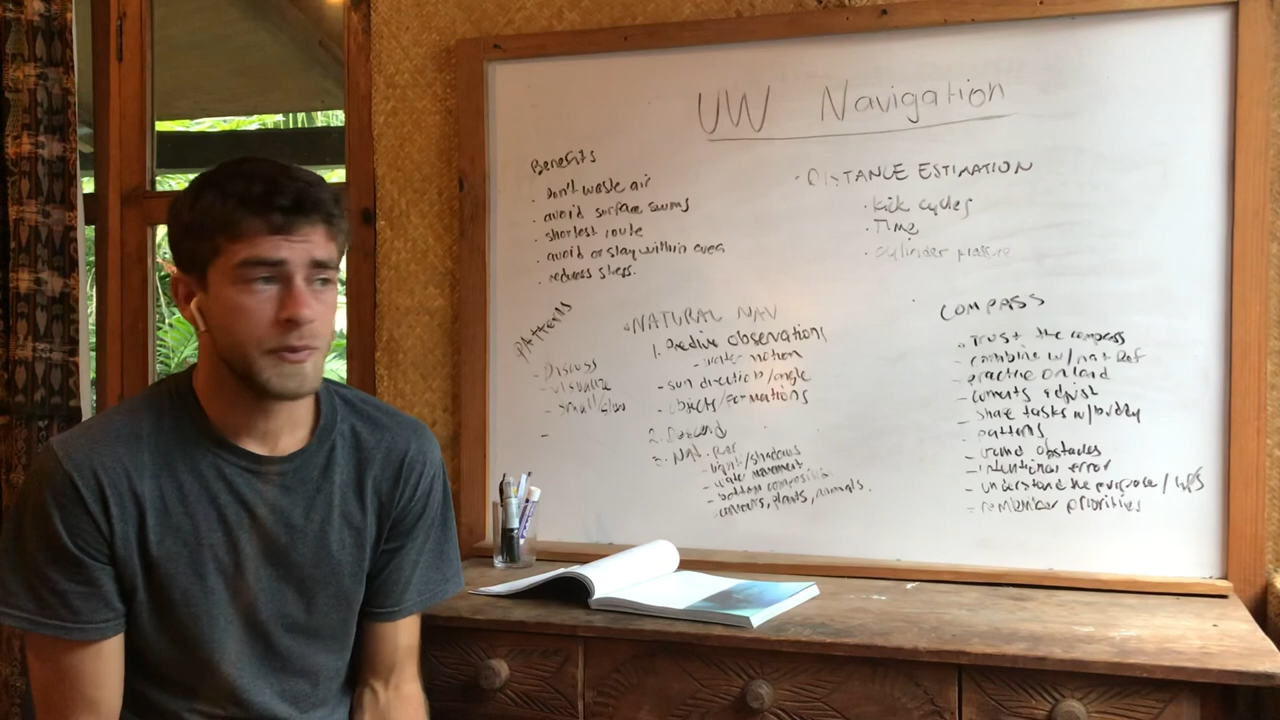 UW Navigation
Benefits
. Don't waste air
. avoid surface swims
. shortest route
. avoid or stay within area
. reduces stress.
. DISTANCE ESTIMATION
. Kick cycles
. Time
. cylinder pressure
Patterns
- Discuss
- visualize
- small/slow
-
NATURAL NAV
1. Predive observations
- water motion
- sun direction/angle
- objects/formations
2. Descend
3. Nat. Ref
- light/shadows
- water movement
- bottom composition
- contours, plants, animals.
COMPASS
. Trust the compass
- combine w/ nat Ref
- practice on land
- currents adjust
- share tasks w/buddy
- patterns
- round obstacles
- intentional error
- understand the purpose /
- remember priorities